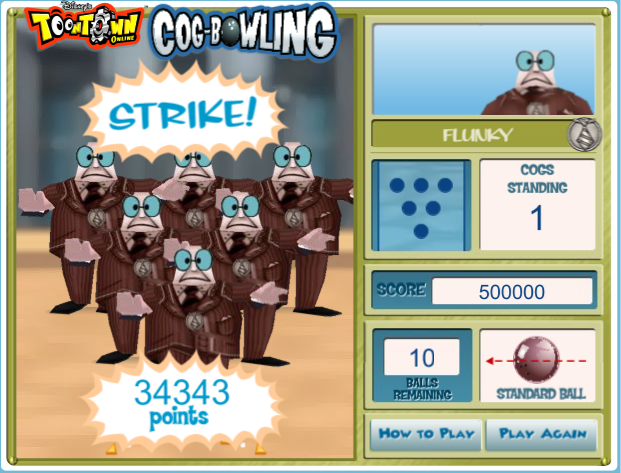 Disney's
TOONTOWN
ONLINE
COG-BOWLING
STRIKE!
34343
points
FLUNKY
COGS
STANDING
1
SCORE 500000
10
BALLS
REMAINING
STANDARD BALL
HOW TO PLAY
PLAY AGAIN